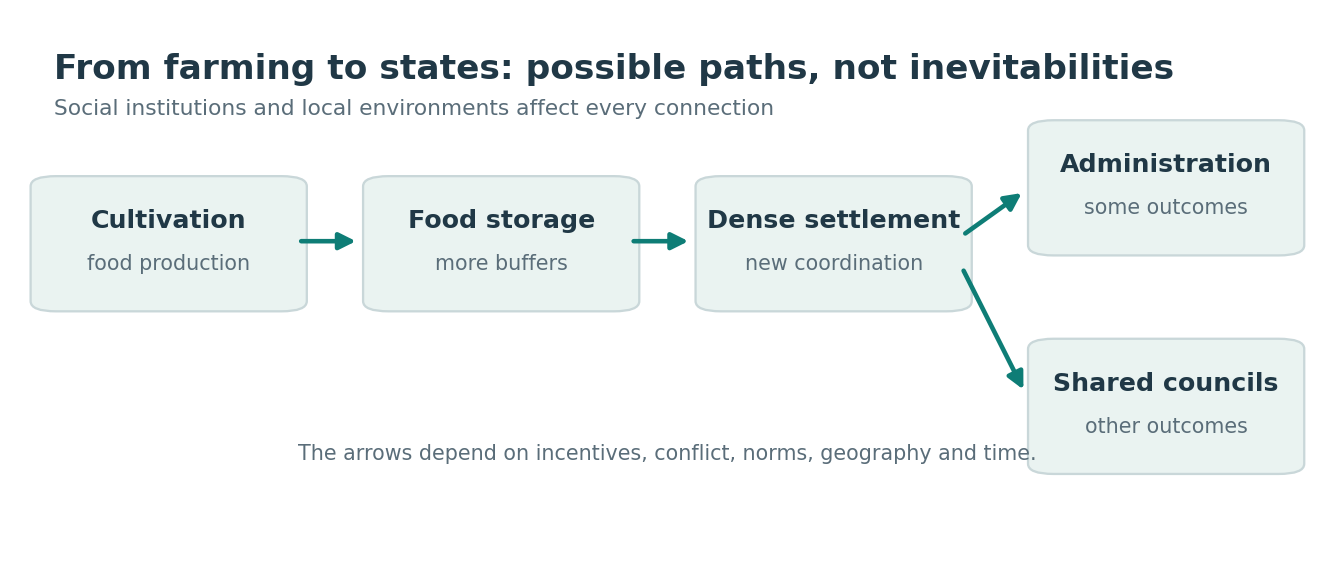 From farming to states: possible paths, not inevitabilities
Social institutions and local environments affect every connection
Cultivation
food production
Food storage
more buffers
Dense settlement
new coordination
Administration
some outcomes
Shared councils
other outcomes
The arrows depend on incentives, conflict, norms, geography and time.